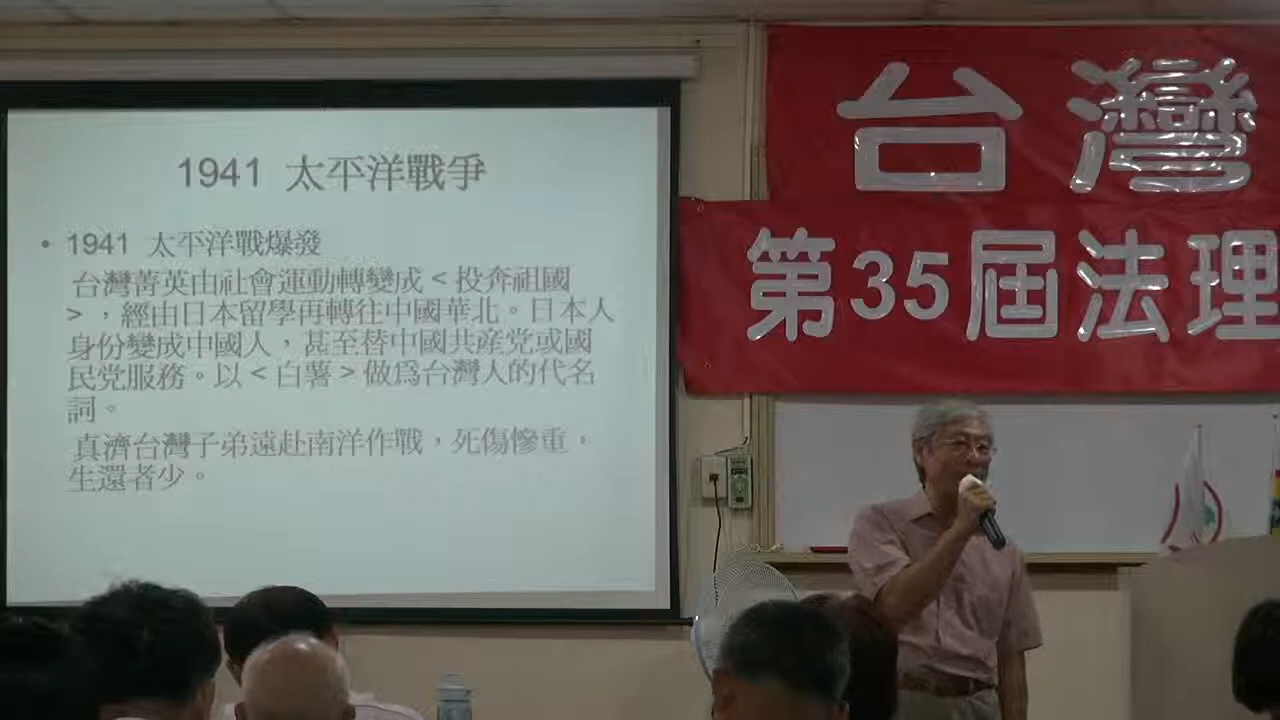 1941 太平洋戰爭
• 1941 太平洋戰爆發
台灣菁英由社會運動轉變成<投奔祖國
>，經由日本留學再轉往中國華北。日本人
身份變成中國人，甚至替中國共産党或國
民党服務。以<白薯>做爲台灣人的代名
詞。
真濟台灣子弟遠赴南洋作戰，死傷慘重，
生還者少。
台灣
第35屆法理